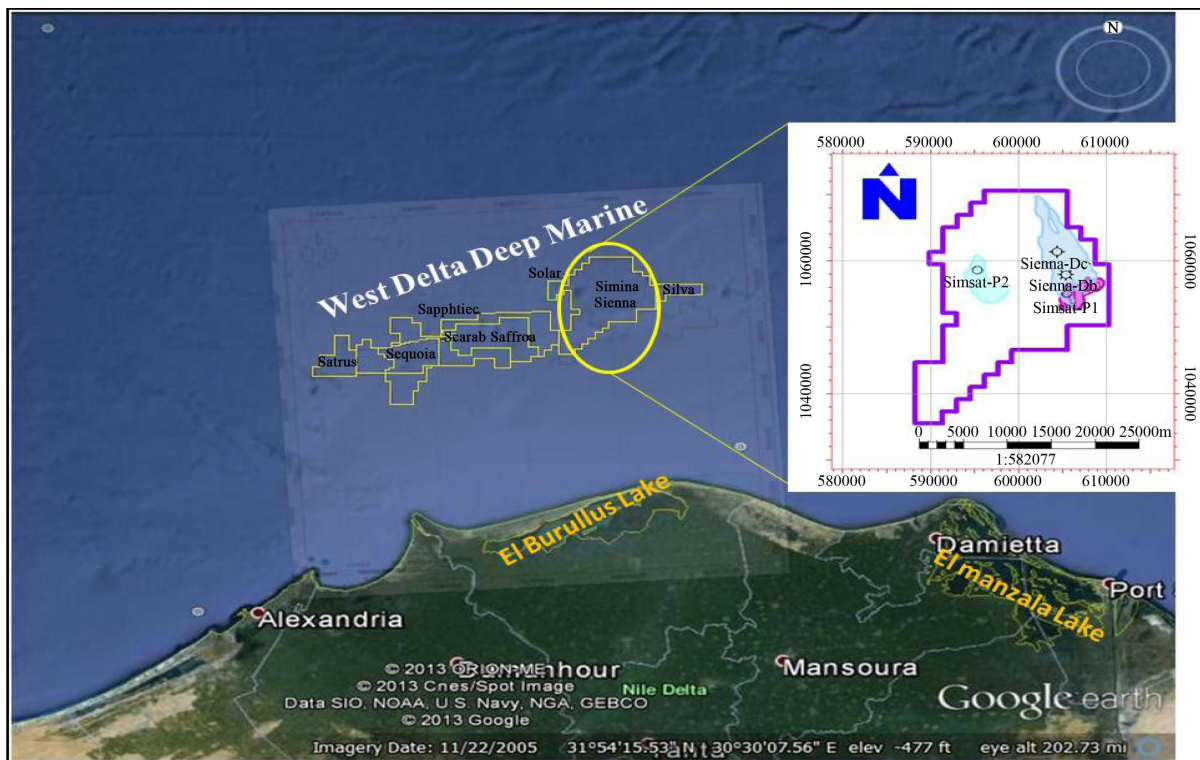 N
580000 590000 600000 610000
N
1060000
1060000
Sienna-Dc
Simsat-P2
Sienna-Db
Simsat-P1
1040000
1040000
0 5000 10000 15000 20000 25000m
1:582077
580000 590000 600000 610000
West Delta Deep Marine
Solar
Simina
Sienna
Silva
Sapphtiec
Scarab Saffroa
Sequoia
Satrus
El Burullus Lake
Damietta
El manzala Lake
Port
Alexandria
Mansoura
Nile Delta
© 2013 ORION-ME
© 2013 Cnes/Spot Image
Data SIO, NOAA, U.S. Navy, NGA, GEBCO
© 2013 Google
Google earth
Tanta
Imagery Date: 11/22/2005 31°54'15.53" N 30°30'07.56" E elev -477 ft eye alt 202.73 mi